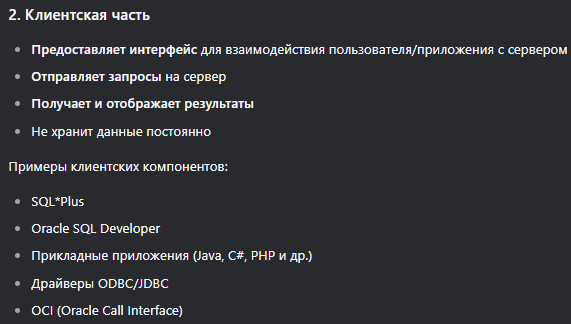 2. Клиентская часть
• Предоставляет интерфейс для взаимодействия пользователя/приложения с сервером
• Отправляет запросы на сервер
• Получает и отображает результаты
• Не хранит данные постоянно
Примеры клиентских компонентов:
• SQL*Plus
• Oracle SQL Developer
• Прикладные приложения (Java, C#, PHP и др.)
• Драйверы ODBC/JDBC
• OCI (Oracle Call Interface)